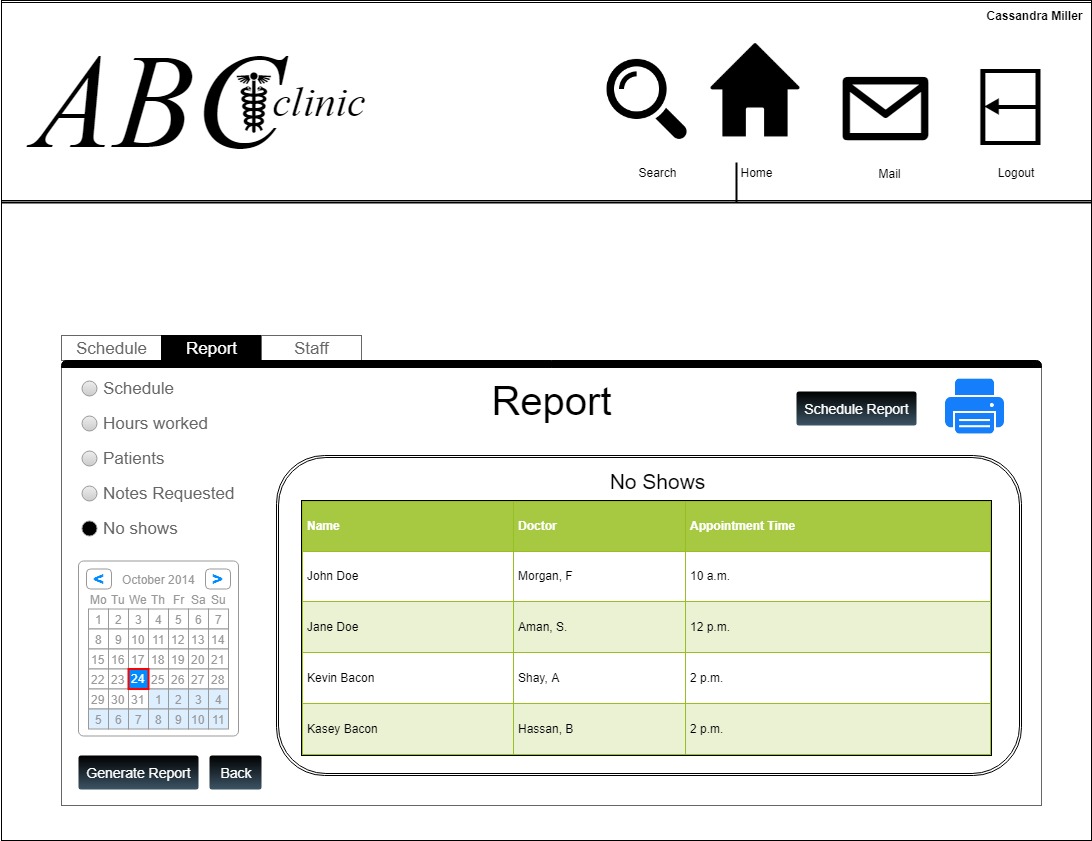 Cassandra Miller
ABC clinic
Search Home Mail Logout
Schedule Report Staff
Schedule
Hours worked
Patients
Notes Requested
No shows
Report
Schedule Report
No Shows
Name Doctor Appointment Time
John Doe Morgan, F 10 a.m.
Jane Doe Aman, S. 12 p.m.
Kevin Bacon Shay, A 2 p.m.
Kasey Bacon Hassan, B 2 p.m.
< October 2014 >
Mo Tu We Th Fr Sa Su
1 2 3 4 5 6 7
8 9 10 11 12 13 14
15 16 17 18 19 20 21
22 23 24 25 26 27 28
29 30 31 1 2 3 4
5 6 7 8 9 10 11
Generate Report Back